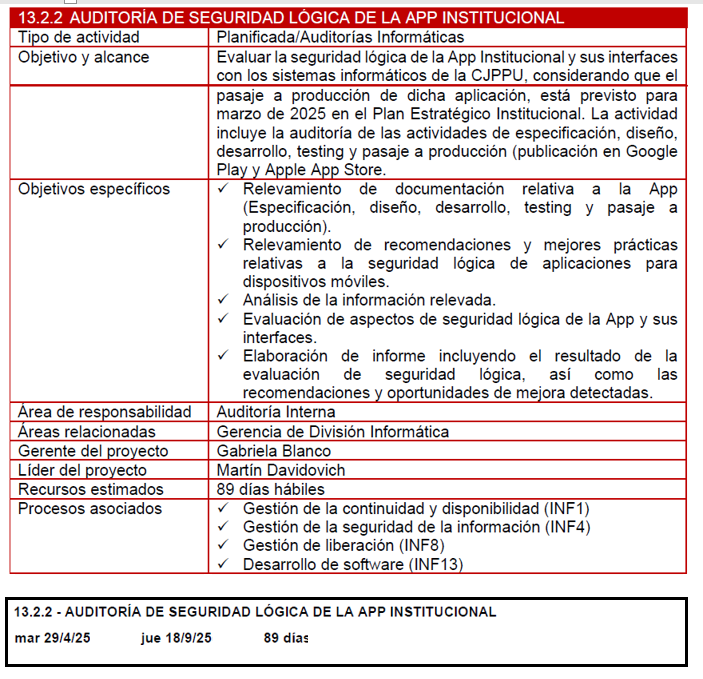 13.2.2 AUDITORÍA DE SEGURIDAD LÓGICA DE LA APP INSTITUCIONAL
Tipo de actividad Planificada/Auditorías Informáticas
Objetivo y alcance Evaluar la seguridad lógica de la App Institucional y sus interfaces
con los sistemas informáticos de la CJPPU, considerando que el
pasaje a producción de dicha aplicación, está previsto para
marzo de 2025 en el Plan Estratégico Institucional. La actividad
incluye la auditoría de las actividades de especificación, diseño,
desarrollo, testing y pasaje a producción (publicación en Google
Play y Apple App Store.
Objetivos específicos ✓ Relevamiento de documentación relativa a la App
(Especificación, diseño, desarrollo, testing y pasaje a
producción).
✓ Relevamiento de recomendaciones y mejores prácticas
relativas a la seguridad lógica de aplicaciones para
dispositivos móviles.
✓ Análisis de la información relevada.
✓ Evaluación de aspectos de seguridad lógica de la App y sus
interfaces.
✓ Elaboración de informe incluyendo el resultado de la
evaluación de seguridad lógica, así como las
recomendaciones y oportunidades de mejora detectadas.
Área de responsabilidad Auditoría Interna
Áreas relacionadas Gerencia de División Informática
Gerente del proyecto Gabriela Blanco
Líder del proyecto Martín Davidovich
Recursos estimados 89 días hábiles
Procesos asociados ✓ Gestión de la continuidad y disponibilidad (INF1)
✓ Gestión de la seguridad de la información (INF4)
✓ Gestión de liberación (INF8)
✓ Desarrollo de software (INF13)
13.2.2 - AUDITORÍA DE SEGURIDAD LÓGICA DE LA APP INSTITUCIONAL
mar 29/4/25 jue 18/9/25 89 días